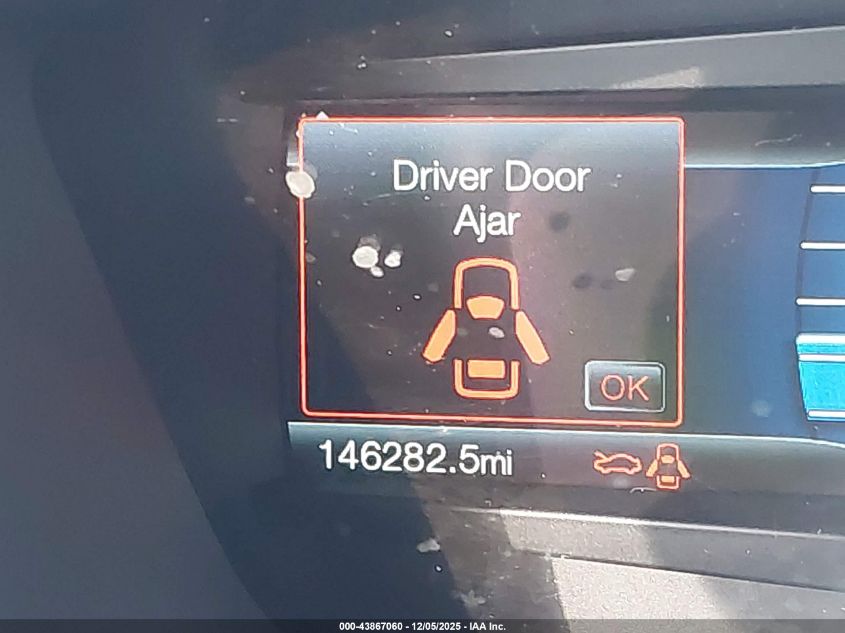 Driver Door
Ajar
OK
146282.5mi
000-43867060 - 12/05/2025 - IAA Inc.